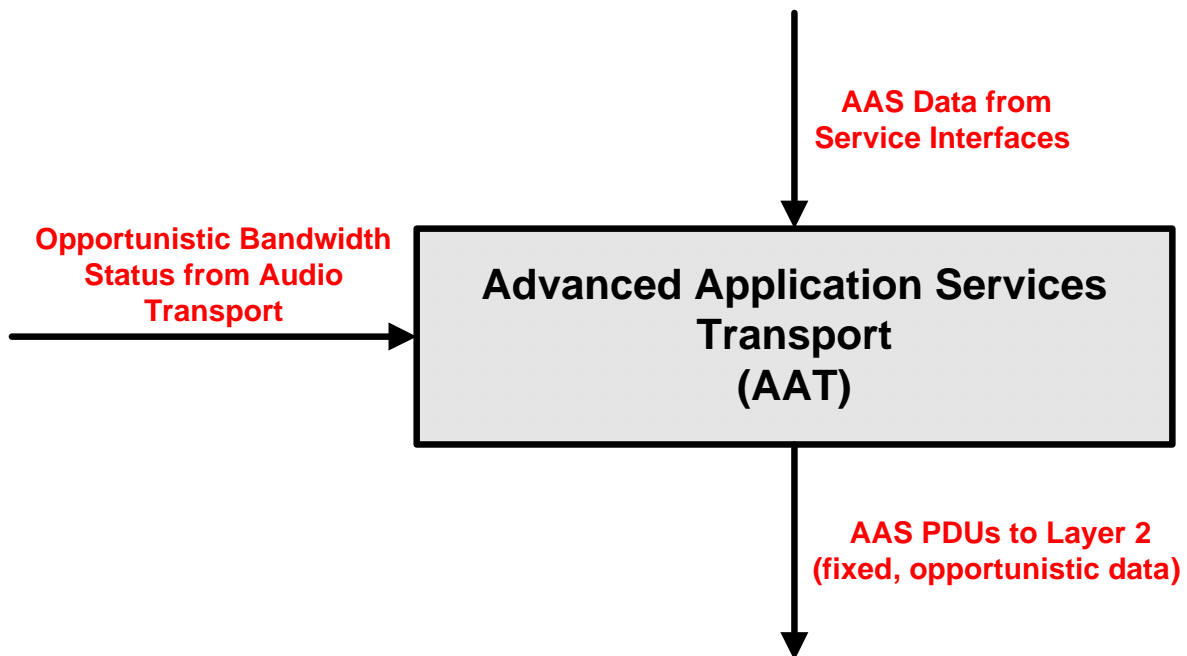 AAS Data from
Service Interfaces
Opportunistic Bandwidth
Status from Audio
Transport
Advanced Application Services
Transport
(AAT)
AAS PDUs to Layer 2
(fixed, opportunistic data)